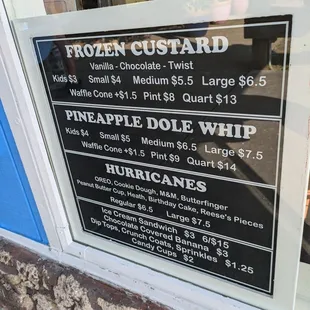 FROZEN CUSTARD
Vanilla - Chocolate - Twist
Kids $3 Small $4 Medium $5.5 Large $6.5
Waffle Cone +$1.5 Pint $8 Quart $13
PINEAPPLE DOLE WHIP
Kids $4 Small $5 Medium $6.5 Large $7.5
Waffle Cone +$1.5 Pint $9 Quart $14
HURRICANES
OREO, Cookie Dough, M&M, Butterfinger
Peanut Butter Cup, Heath, Birthday Cake, Reese's Pieces
Regular $6.5 Large $7.5
Ice Cream Sandwich $3 6/$15
Chocolate Covered Banana $3
Dip Tops, Crunch Coats, Sprinkles $1.25
Candy Cups $2